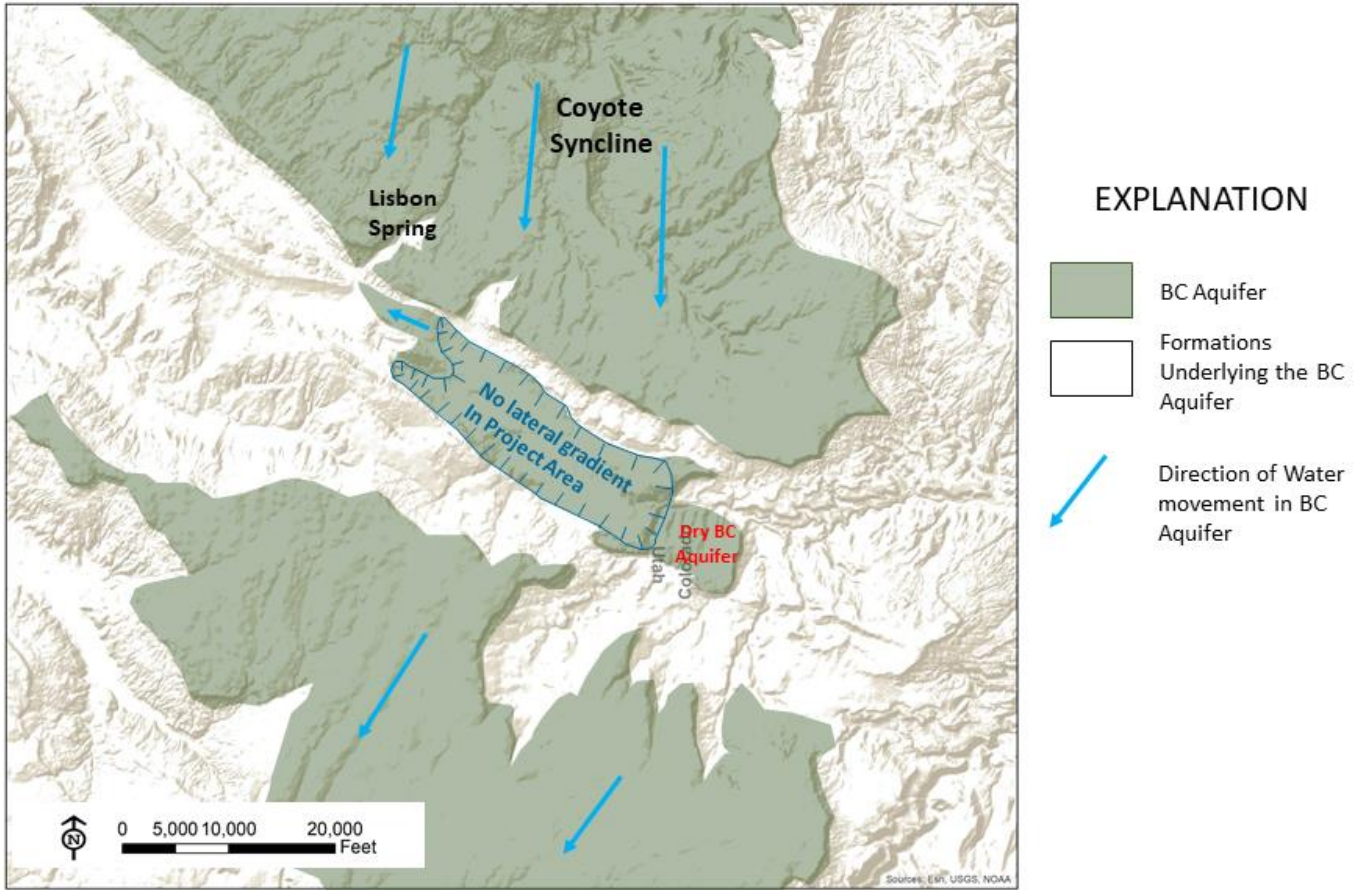 Coyote
Syncline
Lisbon
Spring
No lateral gradient
In Project Area
Dry BC
Aquifer
Utah
Colorado
0 5,000 10,000 20,000
Feet
N
Sources: Esri, USGS, NOAA
EXPLANATION
BC Aquifer
Formations
Underlying the BC
Aquifer
Direction of Water
movement in BC
Aquifer